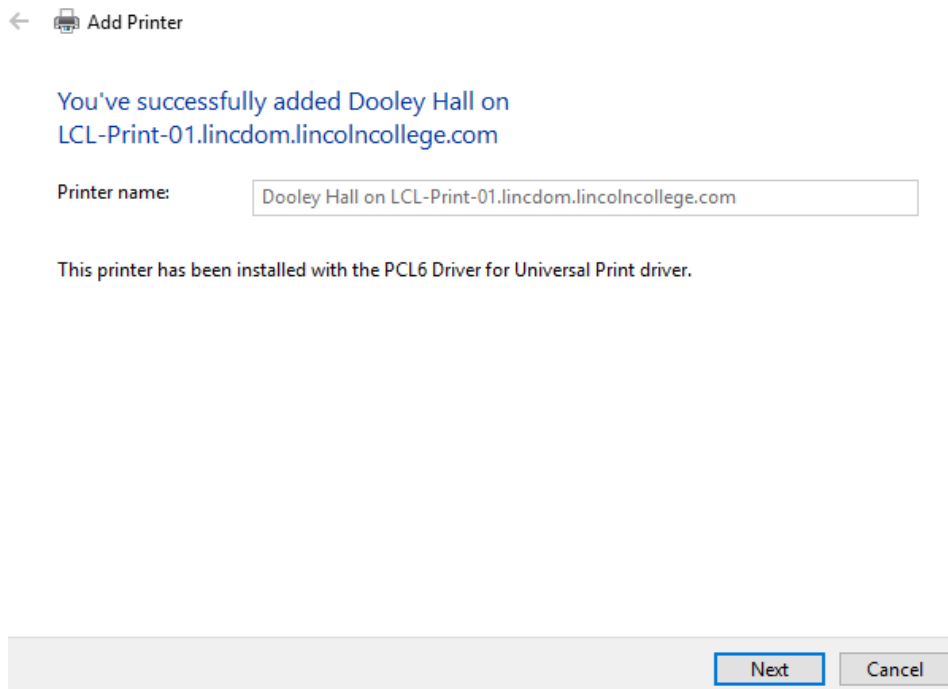 Add Printer
You've successfully added Dooley Hall on
LCL-Print-01.lincdom.lincolncollege.com
Printer name: Dooley Hall on LCL-Print-01.lincdom.lincolncollege.com
This printer has been installed with the PCL6 Driver for Universal Print driver.
Next Cancel